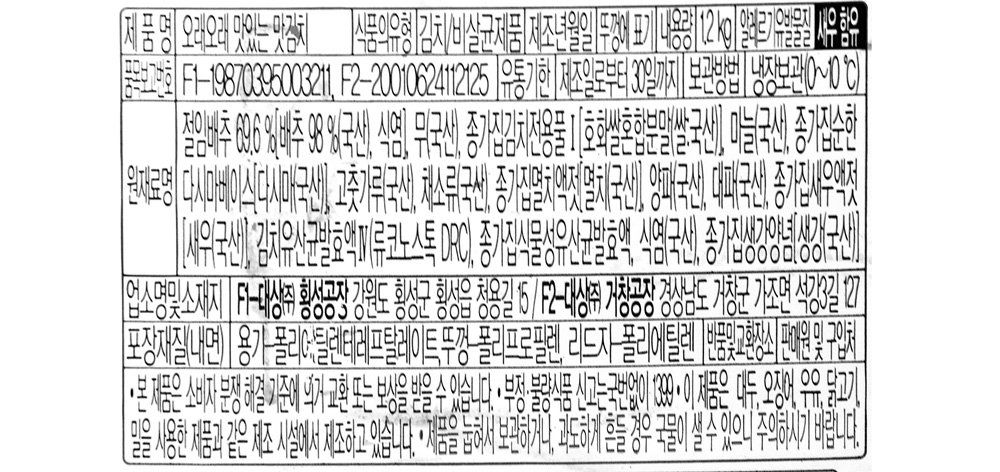 제 품 명 오래오래 맛있는 맛김치 식품의유형 김치/비살균제품 제조년월일 뚜껑에 표기 내용량 1.2 kg 알레르기 유발물질 새우 함유
품목보고번호 F1-19870395003211, F2-20010624112125 유통기한 제조일로부터 30일까지 보관방법 냉장보관(0~10 ℃)
절임배추 69.6 %[배추 98 %(국산), 식염], 무(국산), 종가집김치전용풀Ⅰ[호화쌀혼합분말(쌀:국산)], 마늘(국산), 종가집순한
원재료명 다시마베이스[다시마(국산)], 고춧가루(국산), 채소류(국산), 종가집멸치액젓[멸치(국산)], 양파(국산), 대파(국산), 종가집새우액젓
[새우(국산)], 김치유산균발효액Ⅳ(류코노스톡 DRC), 종가집식물성유산균발효액, 식염(국산), 종가집생강양념[생강(국산)]
업소명및소재지 F1-대상㈜ 횡성공장 강원도 횡성군 횡성읍 청용길 15 / F2-대상㈜ 거창공장 경상남도 거창군 가조면 석강3길 127
포장재질(내면) 용기-폴리에틸렌테레프탈레이트, 뚜껑-폴리프로필렌, 리드지-폴리에틸렌 반품및교환장소 판매원 및 구입처
• 본 제품은 소비자 분쟁 해결 기준에 의거 교환 또는 보상을 받을 수 있습니다. • 부정·불량식품 신고는 국번없이 1399 • 이 제품은 대두, 오징어, 우유, 닭고기,
밀을 사용한 제품과 같은 제조 시설에서 제조하고 있습니다. • 제품을 눕혀서 보관하거나, 과도하게 흔들 경우 국물이 샐 수 있으니 주의하시기 바랍니다.